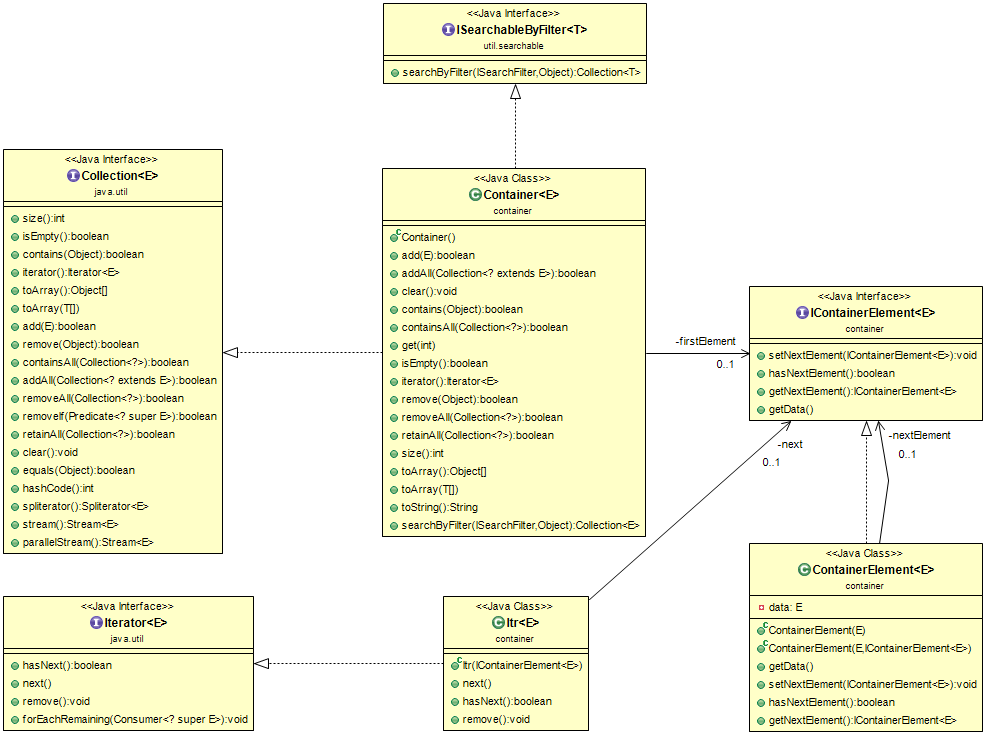 <<Java Interface>>
ISearchableByFilter<T>
util.searchable
searchByFilter(ISearchFilter,Object):Collection<T>
<<Java Interface>>
Collection<E>
java.util
size():int
isEmpty():boolean
contains(Object):boolean
iterator():Iterator<E>
toArray():Object[]
toArray(T[])
add(E):boolean
remove(Object):boolean
containsAll(Collection<?>):boolean
addAll(Collection<? extends E>):boolean
removeAll(Collection<?>):boolean
removeIf(Predicate<? super E>):boolean
retainAll(Collection<?>):boolean
clear():void
equals(Object):boolean
hashCode():int
spliterator():Spliterator<E>
stream():Stream<E>
parallelStream():Stream<E>
<<Java Class>>
Container<E>
container
Container()
add(E):boolean
addAll(Collection<? extends E>):boolean
clear():void
contains(Object):boolean
containsAll(Collection<?>):boolean
get(int)
isEmpty():boolean
iterator():Iterator<E>
remove(Object):boolean
removeAll(Collection<?>):boolean
retainAll(Collection<?>):boolean
size():int
toArray():Object[]
toArray(T[])
toString():String
searchByFilter(ISearchFilter,Object):Collection<E>
-firstElement
0..1
<<Java Interface>>
IContainerElement<E>
container
setNextElement(IContainerElement<E>):void
hasNextElement():boolean
getNextElement():IContainerElement<E>
getData()
-next
0..1
-nextElement
0..1
<<Java Interface>>
Iterator<E>
java.util
hasNext():boolean
next()
remove():void
forEachRemaining(Consumer<? super E>):void
<<Java Class>>
Itr<E>
container
Itr(IContainerElement<E>)
next()
hasNext():boolean
remove():void
<<Java Class>>
ContainerElement<E>
container
data: E
ContainerElement(E)
ContainerElement(E,IContainerElement<E>)
getData()
setNextElement(IContainerElement<E>):void
hasNextElement():boolean
getNextElement():IContainerElement<E>